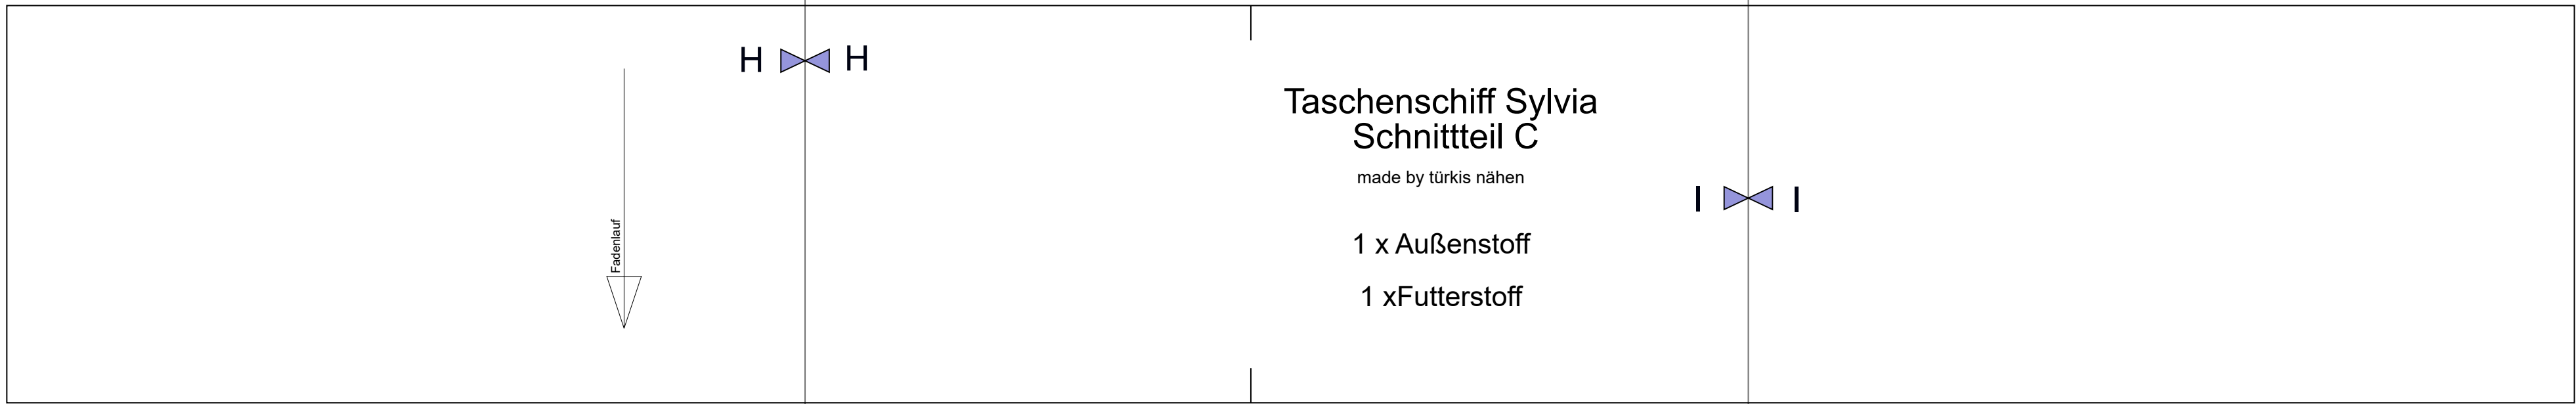 H H
Fadenlauf
Taschenschiff Sylvia
Schnittteil C
made by türkis nähen
1 x Außenstoff
1 xFutterstoff
I I